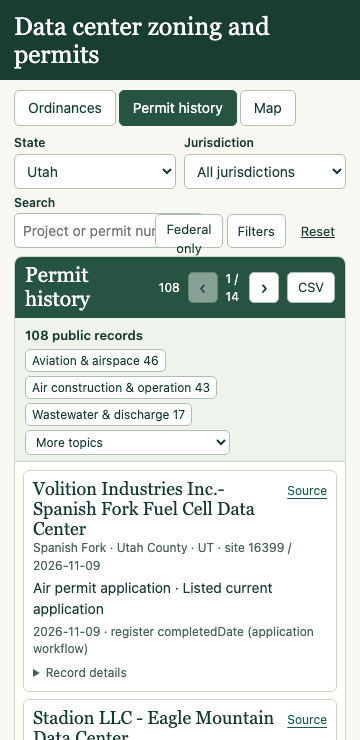 Data center zoning and
permits
Ordinances Permit history Map
State Jurisdiction
Utah All jurisdictions
Search
Project or permit nur Federal only Filters Reset
Permit history 108 ‹ 1 / 14 › CSV
108 public records
Aviation & airspace 46
Air construction & operation 43
Wastewater & discharge 17
More topics
Volition Industries Inc.- Source
Spanish Fork Fuel Cell Data
Center
Spanish Fork · Utah County · UT · site 16399 /
2026-11-09
Air permit application · Listed current
application
2026-11-09 · register completedDate (application
workflow)
▶ Record details
Stadion LLC - Eagle Mountain Source
Data Center